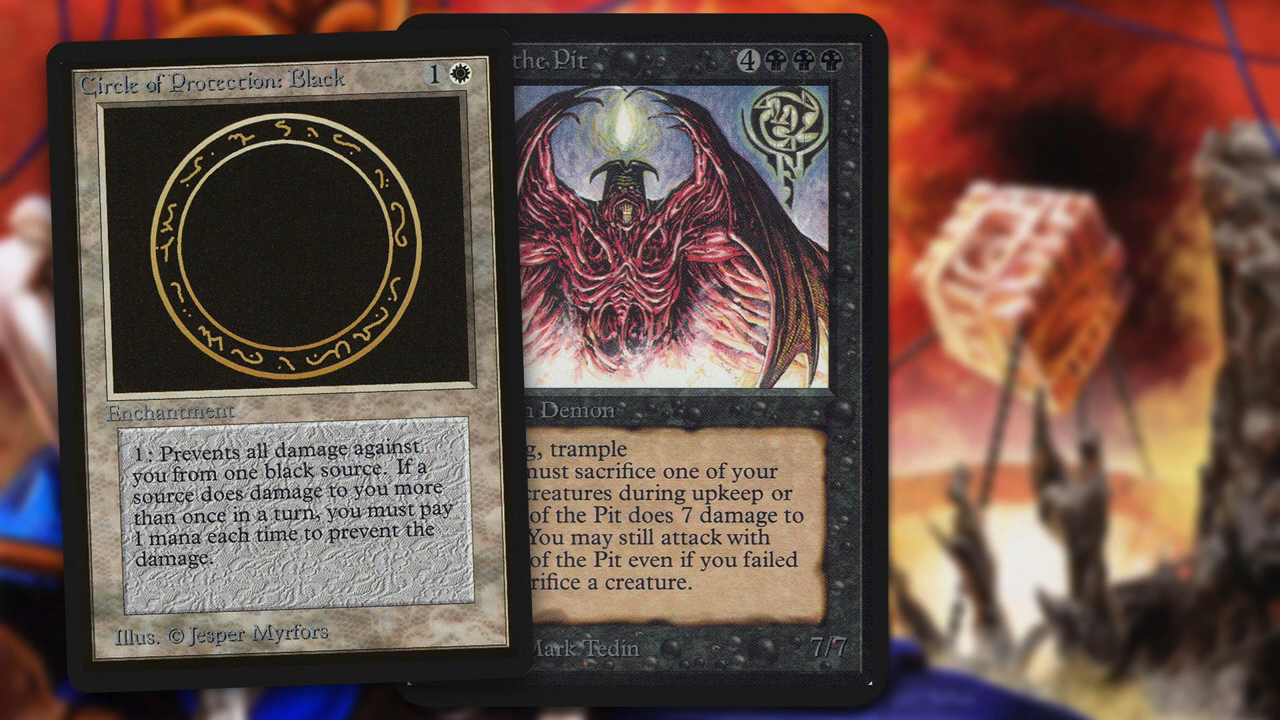 Circle of Protection: Black 1
Enchantment
1: Prevents all damage against
you from one black source. If a
source does damage to you more
than once in a turn, you must pay
1 mana each time to prevent the
damage.
Illus. © Jesper Myrfors
the Pit 4
Demon
trample
must sacrifice one of your
creatures during upkeep or
of the Pit does 7 damage to
You may still attack with
of the Pit even if you failed
a creature.
Mark Tedin 7/7